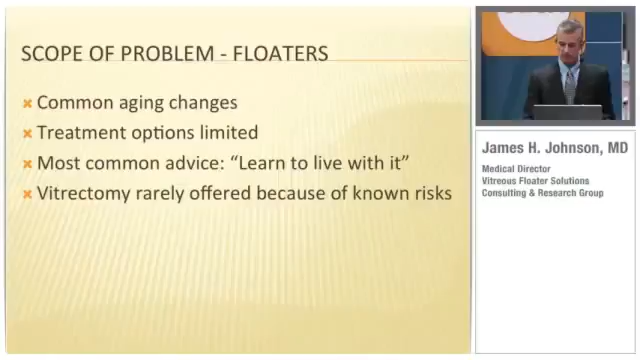 SCOPE OF PROBLEM - FLOATERS
Common aging changes
Treatment options limited
Most common advice: “Learn to live with it”
Vitrectomy rarely offered because of known risks
James H. Johnson, MD
Medical Director
Vitreous Floater Solutions
Consulting & Research Group